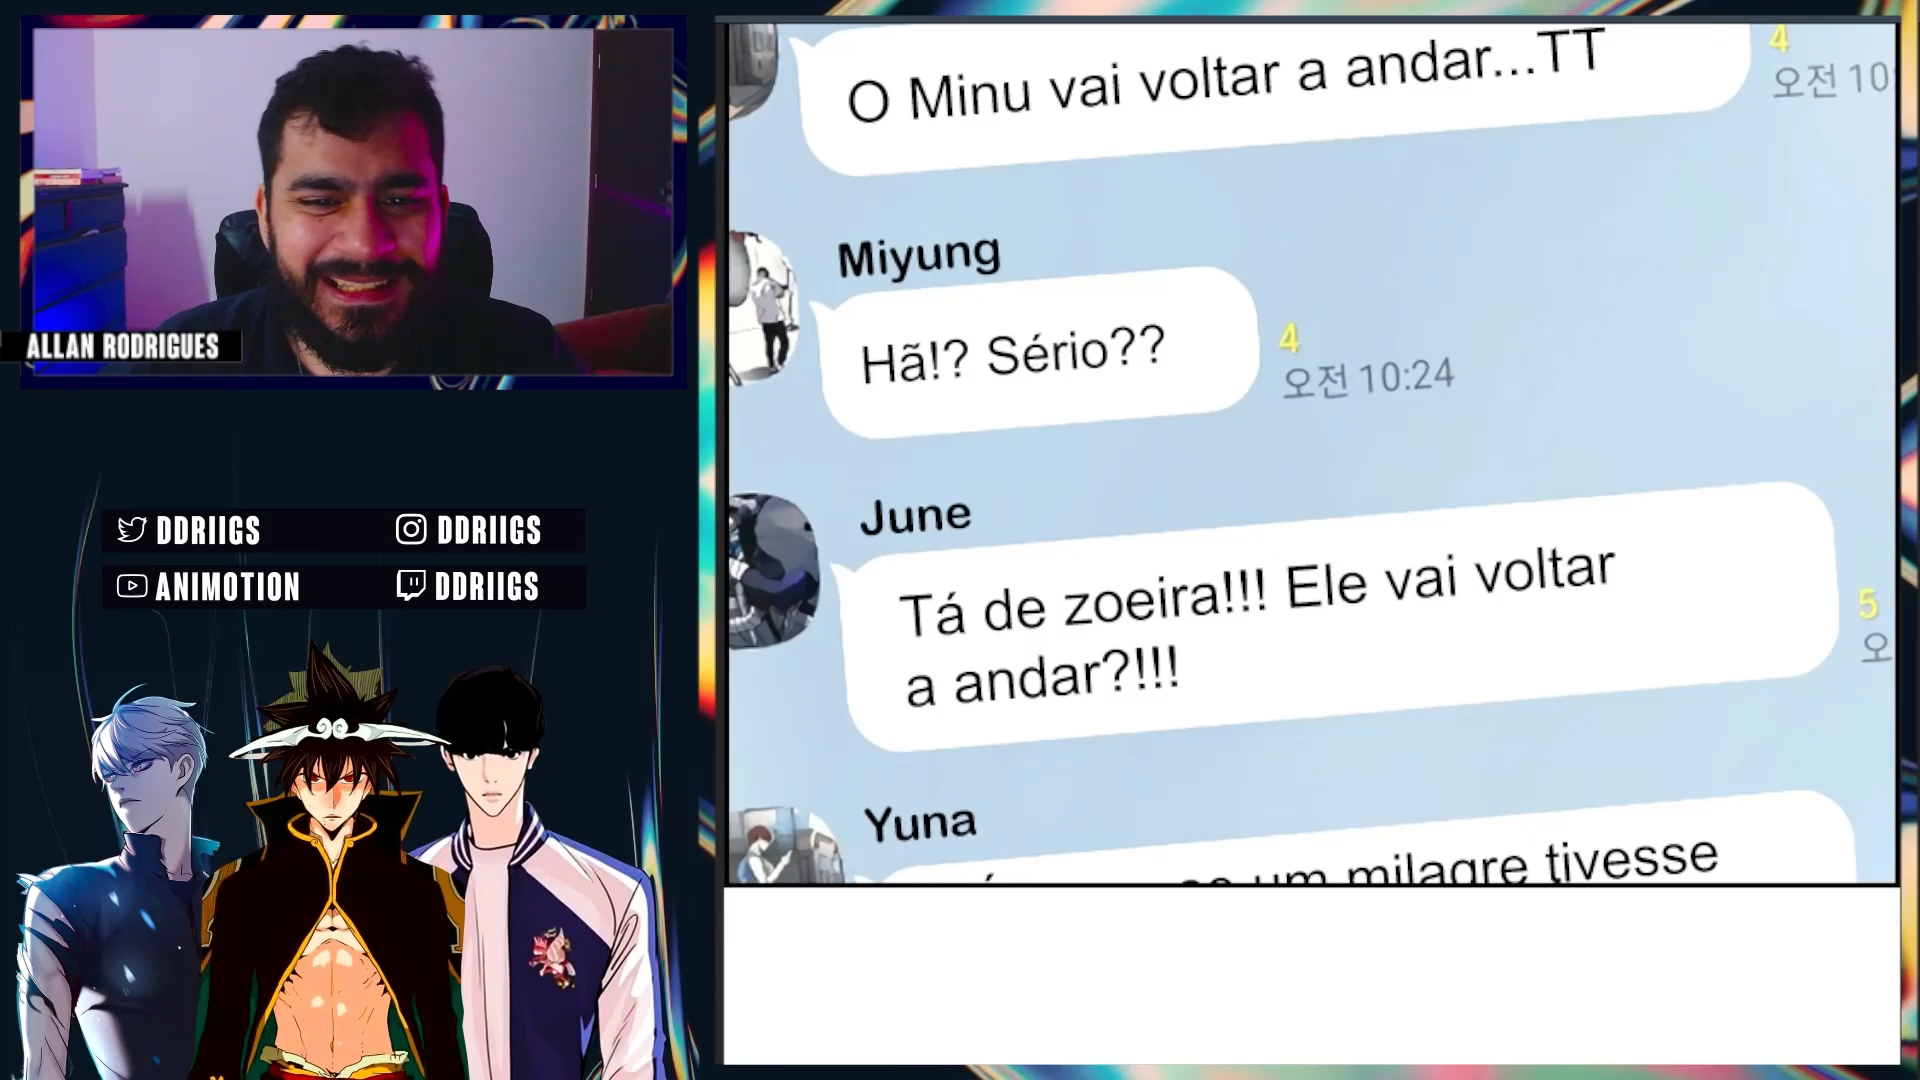 ALLAN RODRIGUES
DDRIIGS
DDRIIGS
ANIMOTION
DDRIIGS
O Minu vai voltar a andar...TT
4
오전 10:
Miyung
Hã!? Sério??
4
오전 10:24
June
Tá de zoeira!!! Ele vai voltar
a andar?!!!
5
오
Yuna
um milagre tivesse